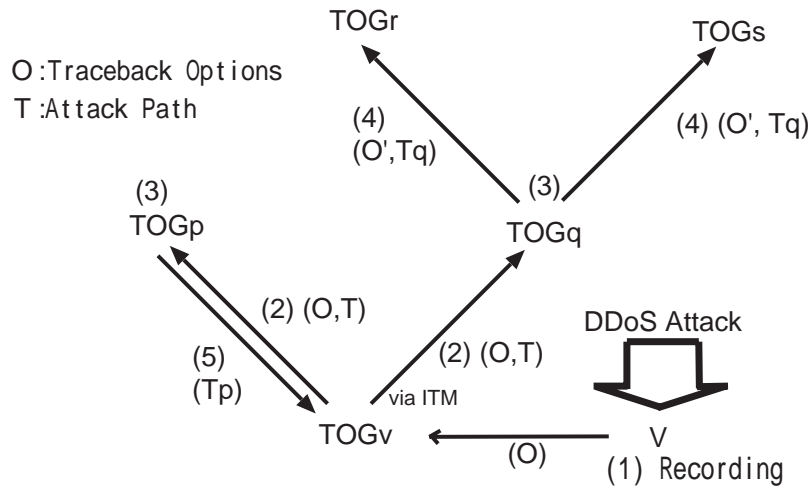 TOGr
TOGs
O:Traceback Options
T:Attack Path
(4)
(O',Tq)
(4) (O', Tq)
(3)
TOGp
(3)
TOGq
(2) (O,T)
(5)
(Tp)
(2) (O,T)
DDoS Attack
via ITM
TOGv
(O)
V
(1) Recording